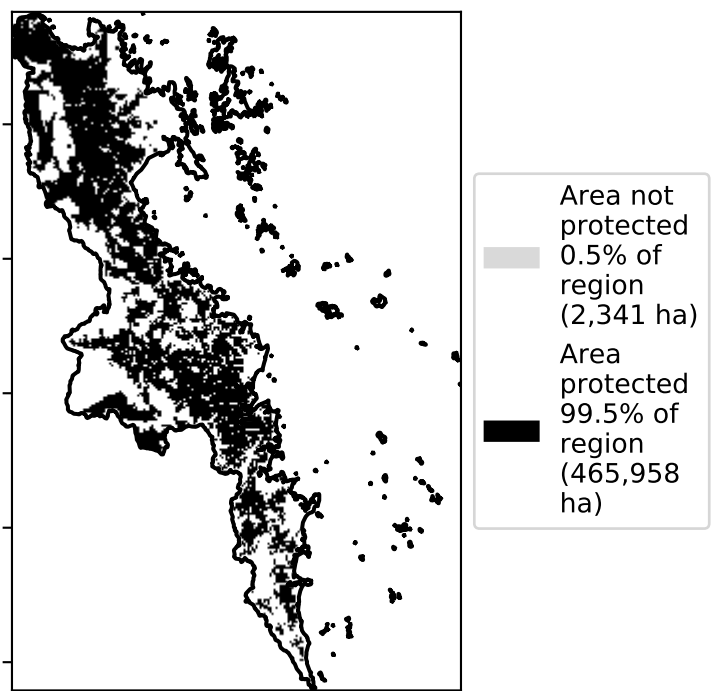 Area not
protected
0.5% of
region
(2,341 ha)
Area
protected
99.5% of
region
(465,958
ha)